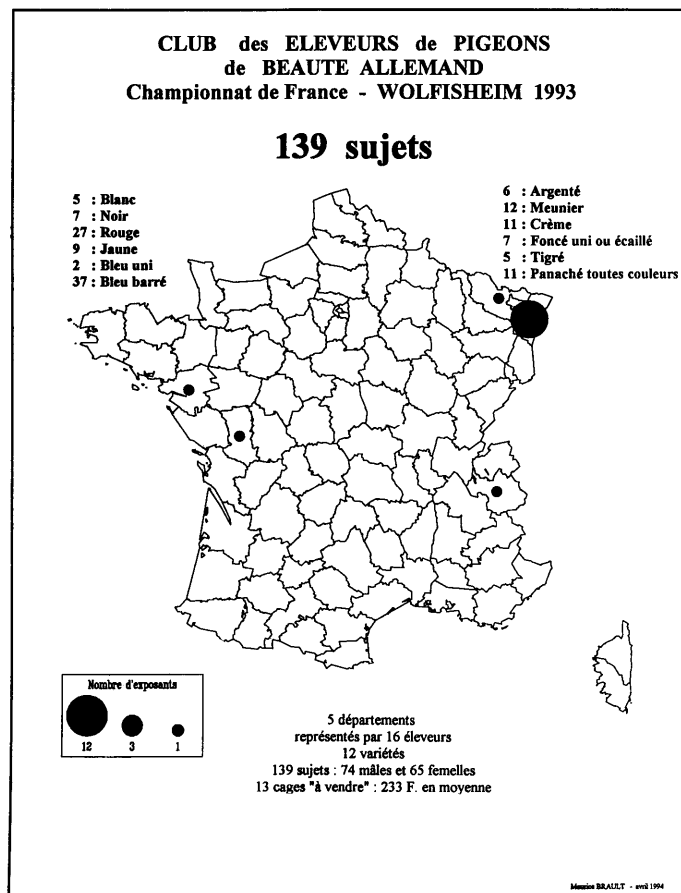 CLUB des ELEVEURS de PIGEONS
de BEAUTE ALLEMAND
Championnat de France - WOLFISHEIM 1993
139 sujets
5 : Blanc
7 : Noir
27 : Rouge
9 : Jaune
2 : Bleu uni
37 : Bleu barré
6 : Argenté
12 : Meunier
11 : Crème
7 : Foncé uni ou écaillé
5 : Tigré
11 : Panaché toutes couleurs
Nombre d'exposants
12 3 1
5 départements
représentés par 16 éleveurs
12 variétés
139 sujets : 74 mâles et 65 femelles
13 cages "à vendre" : 233 F. en moyenne
Maurice BRAULT - avril 1994